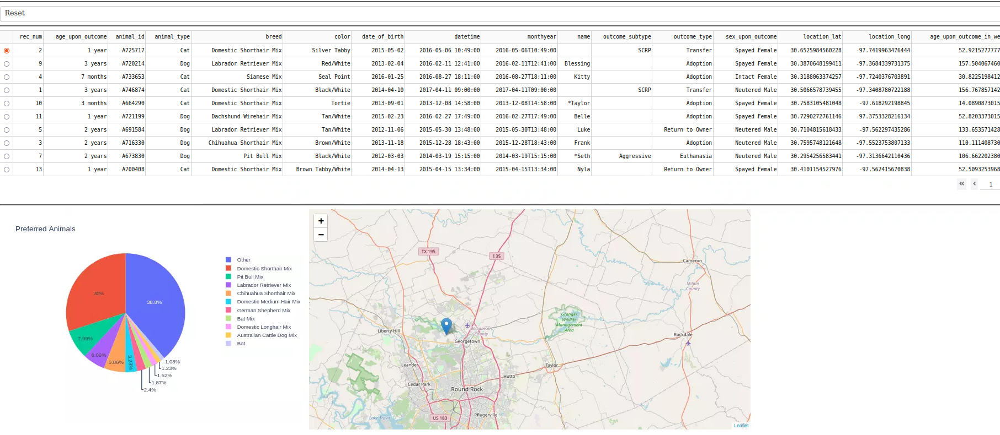 Reset
rec_num age_upon_outcome animal_id animal_type breed color date_of_birth datetime monthyear name outcome_subtype outcome_type sex_upon_outcome location_lat location_long age_upon_outcome_in_we
2 1 year A725717 Cat Domestic Shorthair Mix Silver Tabby 2015-05-02 2016-05-06 10:49:00 2016-05-06T10:49:00 SCRP Transfer Spayed Female 30.6525984560228 -97.7419963476444 52.9215277777
9 3 years A720214 Dog Labrador Retriever Mix Red/White 2013-02-04 2016-02-11 12:41:00 2016-02-11T12:41:00 Blessing Adoption Spayed Female 30.3870648199411 -97.3684339731375 157.504067460
4 7 months A733653 Cat Siamese Mix Seal Point 2016-01-25 2016-08-27 18:11:00 2016-08-27T18:11:00 Kitty Adoption Intact Female 30.3188063374257 -97.7240376703891 30.8225198412
1 3 years A746874 Cat Domestic Shorthair Mix Black/White 2014-04-10 2017-04-11 09:00:00 2017-04-11T09:00:00 SCRP Transfer Neutered Male 30.5066578739455 -97.3408780722188 156.767857142
10 3 months A664290 Cat Domestic Shorthair Mix Tortie 2013-09-01 2013-12-08 14:58:00 2013-12-08T14:58:00 *Taylor Adoption Spayed Female 30.7583105481048 -97.618292198845 14.0890873015
11 1 year A721199 Dog Dachshund Wirehair Mix Tan/White 2015-02-23 2016-02-27 17:49:00 2016-02-27T17:49:00 Belle Adoption Spayed Female 30.7290272761146 -97.3753328216134 52.8203373015
5 2 years A691584 Dog Labrador Retriever Mix Tan/White 2012-11-06 2015-05-30 13:48:00 2015-05-30T13:48:00 Luke Return to Owner Neutered Male 30.7104815618433 -97.562297435286 133.653571428
3 2 years A716330 Dog Chihuahua Shorthair Mix Brown/White 2013-11-18 2015-12-28 18:43:00 2015-12-28T18:43:00 Frank Adoption Neutered Male 30.7595748121648 -97.5523753807133 110.111408730
7 2 years A673830 Dog Pit Bull Mix Black/White 2012-03-03 2014-03-19 15:15:00 2014-03-19T15:15:00 *Seth Aggressive Euthanasia Neutered Male 30.2954256583441 -97.3136642110436 106.662202380
13 1 year A700408 Cat Domestic Shorthair Mix Brown Tabby/White 2014-04-13 2015-04-15 13:34:00 2015-04-15T13:34:00 Nyla Return to Owner Spayed Female 30.4101154527976 -97.562415670838 52.5093253968
« ‹ 1
Preferred Animals
38.8%
30%
7.99%
6.06%
5.86%
3.23%
2.4%
1.87%
1.52%
1.23%
1.08%
Other
Domestic Shorthair Mix
Pit Bull Mix
Labrador Retriever Mix
Chihuahua Shorthair Mix
Domestic Medium Hair Mix
German Shepherd Mix
Bat Mix
Domestic Longhair Mix
Australian Cattle Dog Mix
Bat
+
−
TX 195
I 35
Cameron
Milam
County
Granger
Wildlife
Management
Area
Liberty Hill
Williamson
County
Georgetown
Rockdale
Leander
Taylor
Hutto
Cedar Park
Round Rock
Pflugerville
US 183
Lake Travis
Leaflet